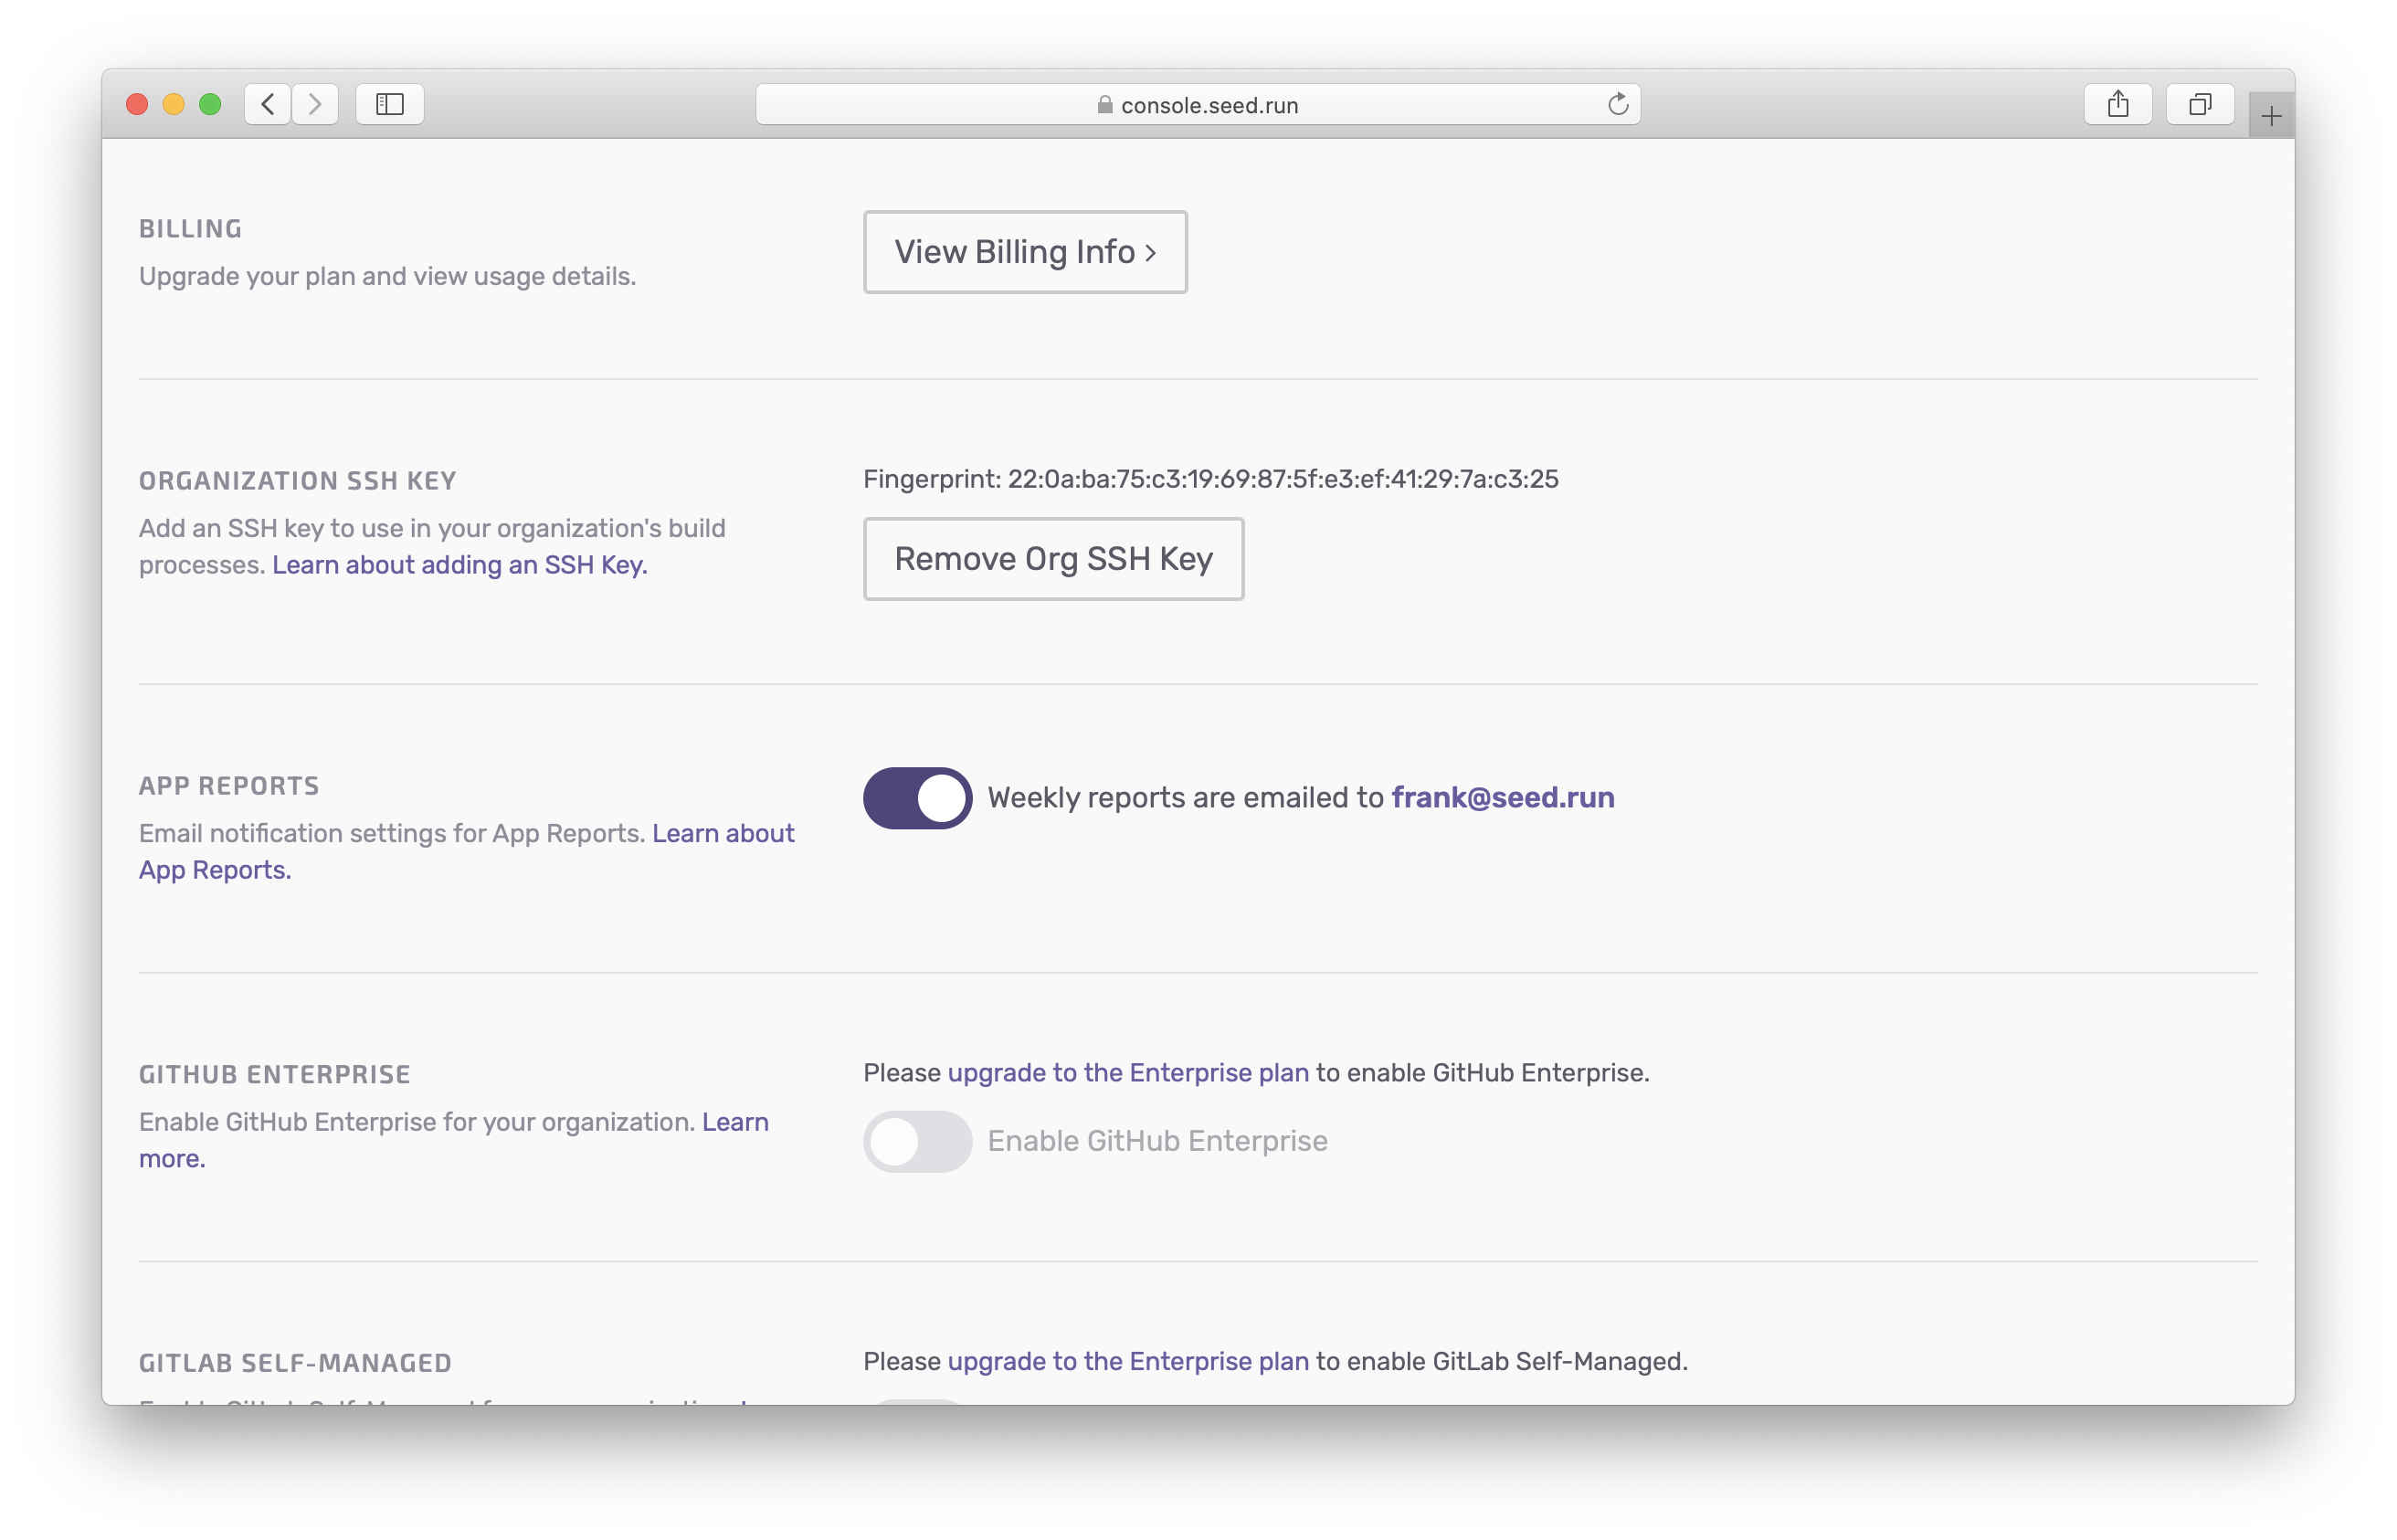 console.seed.run
BILLING
Upgrade your plan and view usage details.
View Billing Info ›
ORGANIZATION SSH KEY
Add an SSH key to use in your organization's build
processes. Learn about adding an SSH Key.
Fingerprint: 22:0a:ba:75:c3:19:69:87:5f:e3:ef:41:29:7a:c3:25
Remove Org SSH Key
APP REPORTS
Email notification settings for App Reports. Learn about
App Reports.
Weekly reports are emailed to frank@seed.run
GITHUB ENTERPRISE
Enable GitHub Enterprise for your organization. Learn
more.
Please upgrade to the Enterprise plan to enable GitHub Enterprise.
Enable GitHub Enterprise
GITLAB SELF-MANAGED
Please upgrade to the Enterprise plan to enable GitLab Self-Managed.